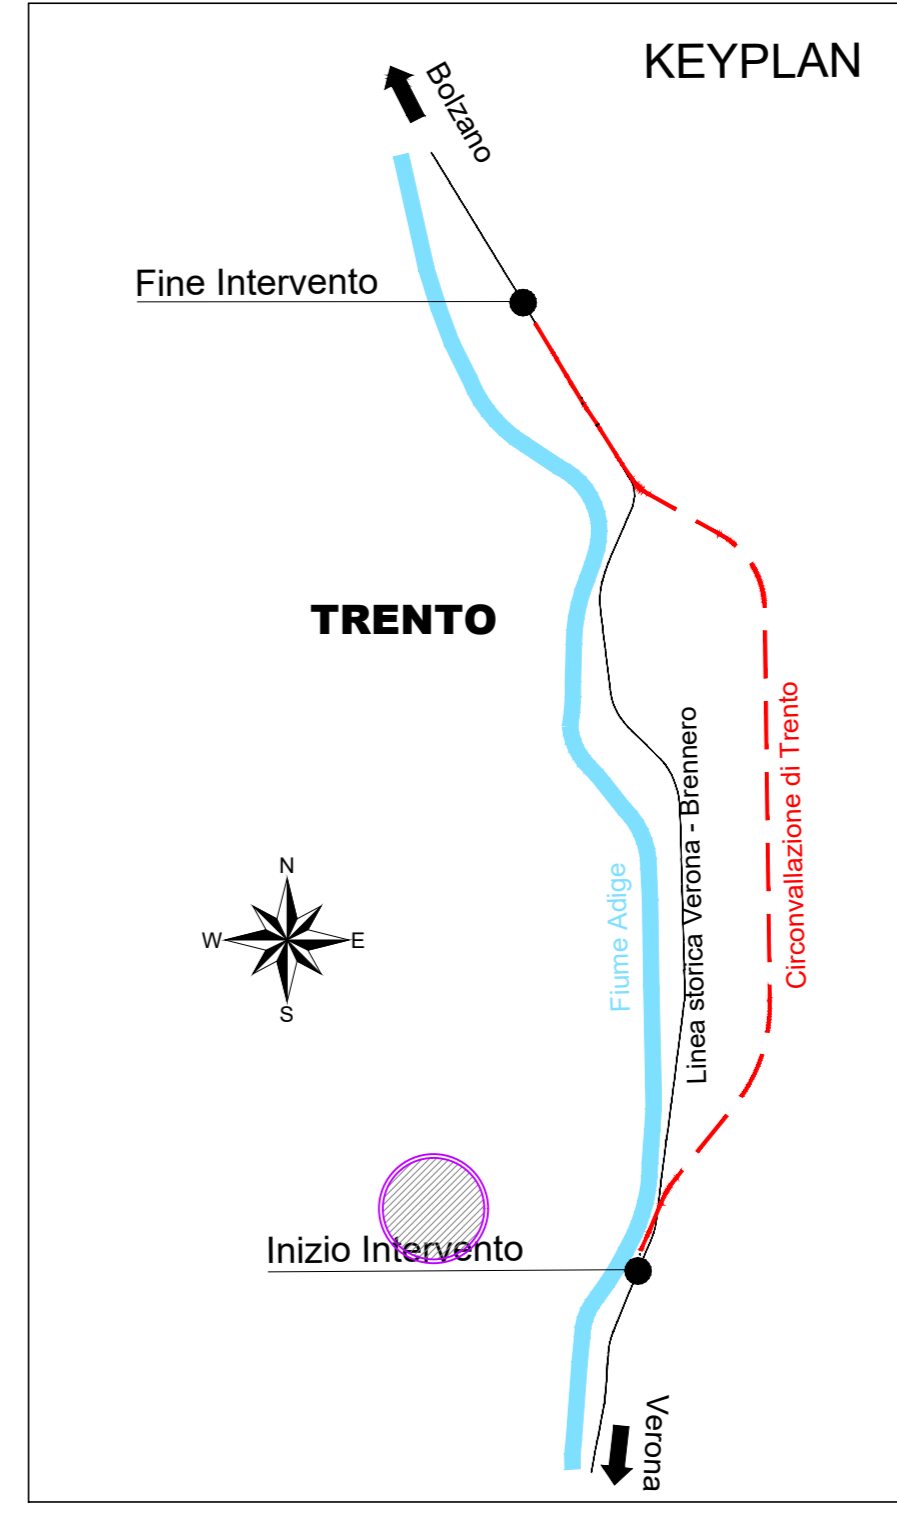 KEYPLAN
Bolzano
Fine Intervento
TRENTO
Circonvallazione di Trento
Linea storica Verona - Brennero
Fiume Adige
N
W
E
S
Inizio Intervento
Verona